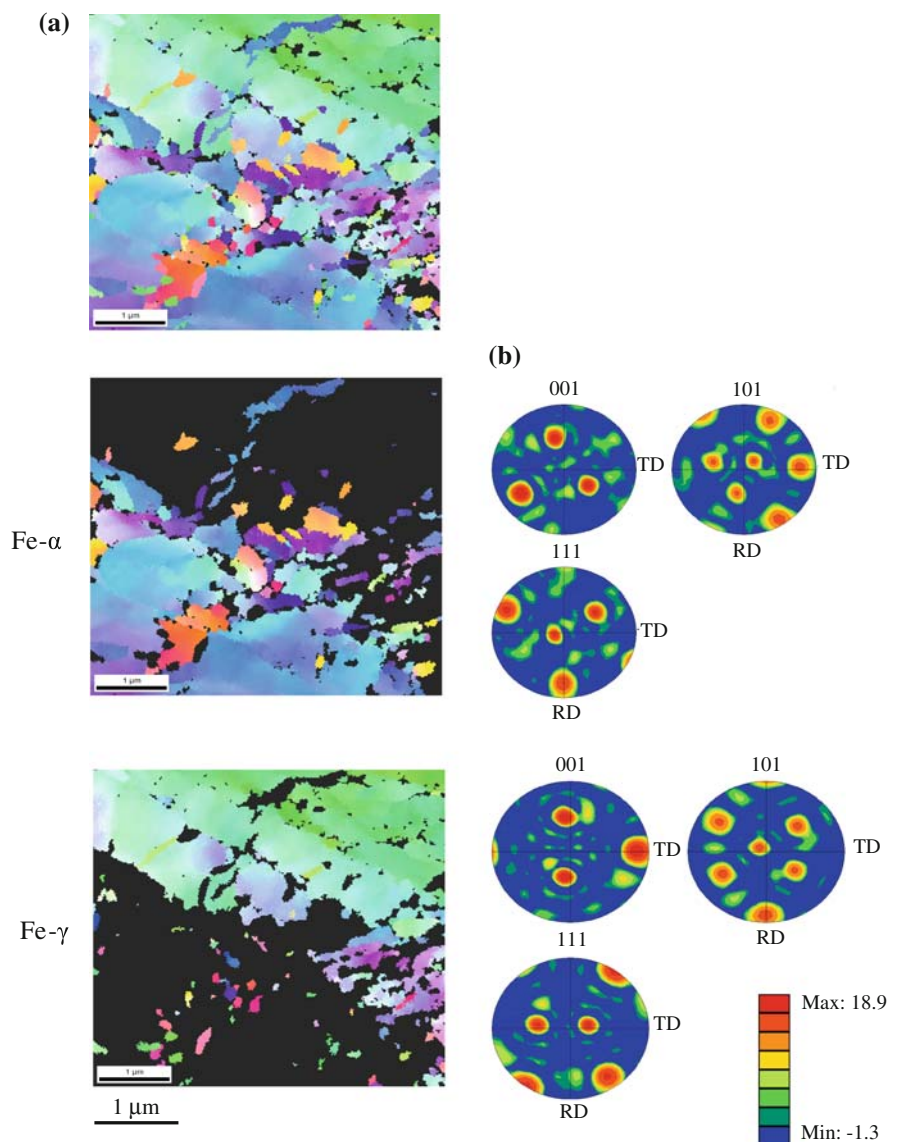 (a)
1 µm
(b)
001 101
TD TD
Fe-α
RD
111
1 µm
TD
RD
001 101
TD TD
Fe-γ
RD
111
Max: 18.9
TD
1 µm
1 µm
RD
Min: -1.3